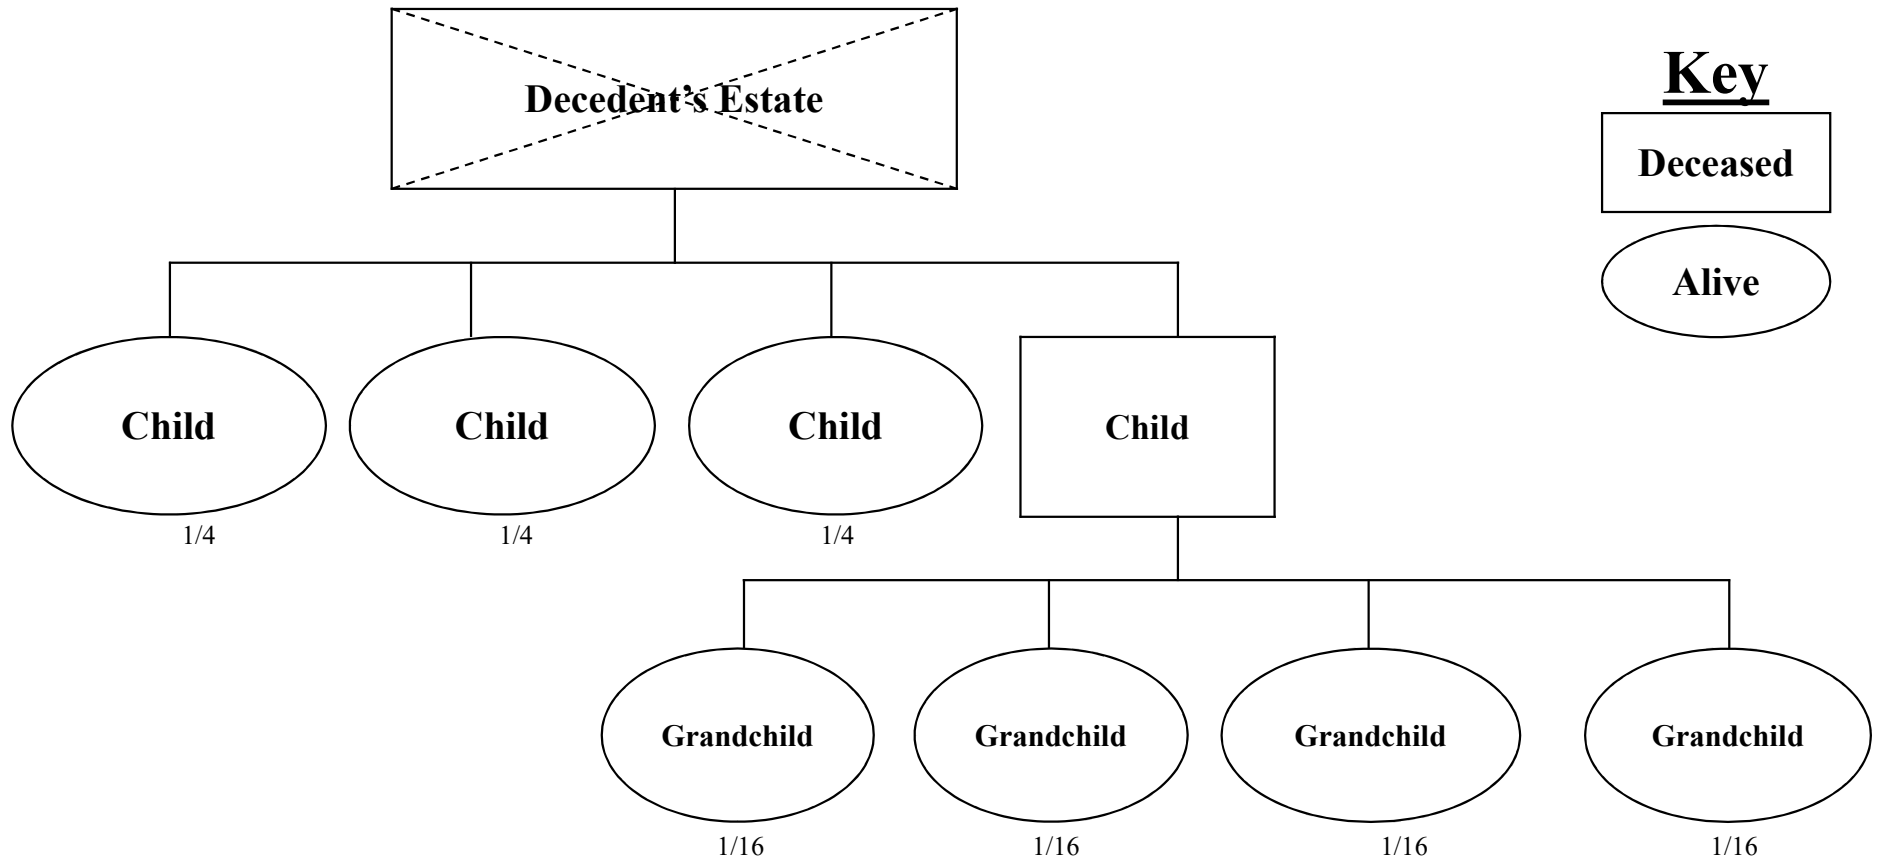 Key
Decedent's Estate
Deceased
Alive
Child
Child
Child
Child
1/4
1/4
1/4
Grandchild
Grandchild
Grandchild
Grandchild
1/16
1/16
1/16
1/16